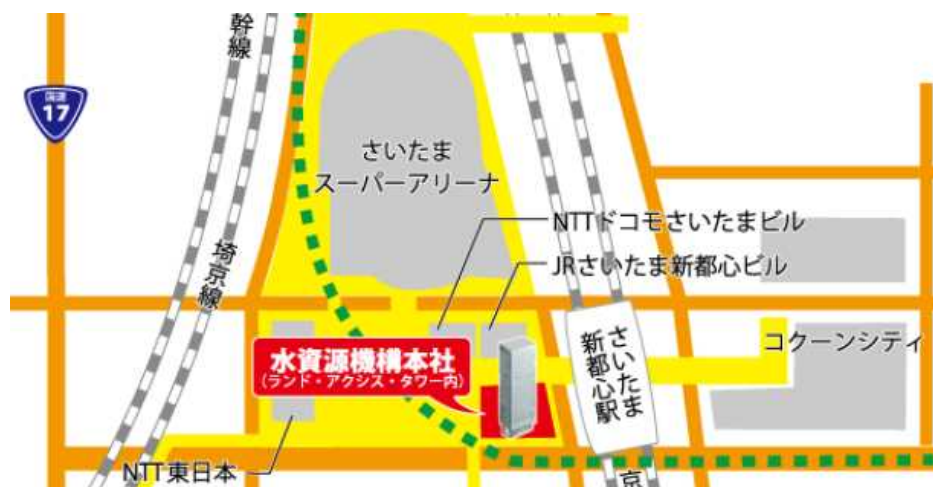 幹線
国道
17
さいたま
スーパーアリーナ
NTTドコモさいたまビル
JRさいたま新都心ビル
埼京線
水資源機構本社
(ランド・アクシス・タワー内)
さいたま
新都心駅
コクーンシティ
NTT東日本
京